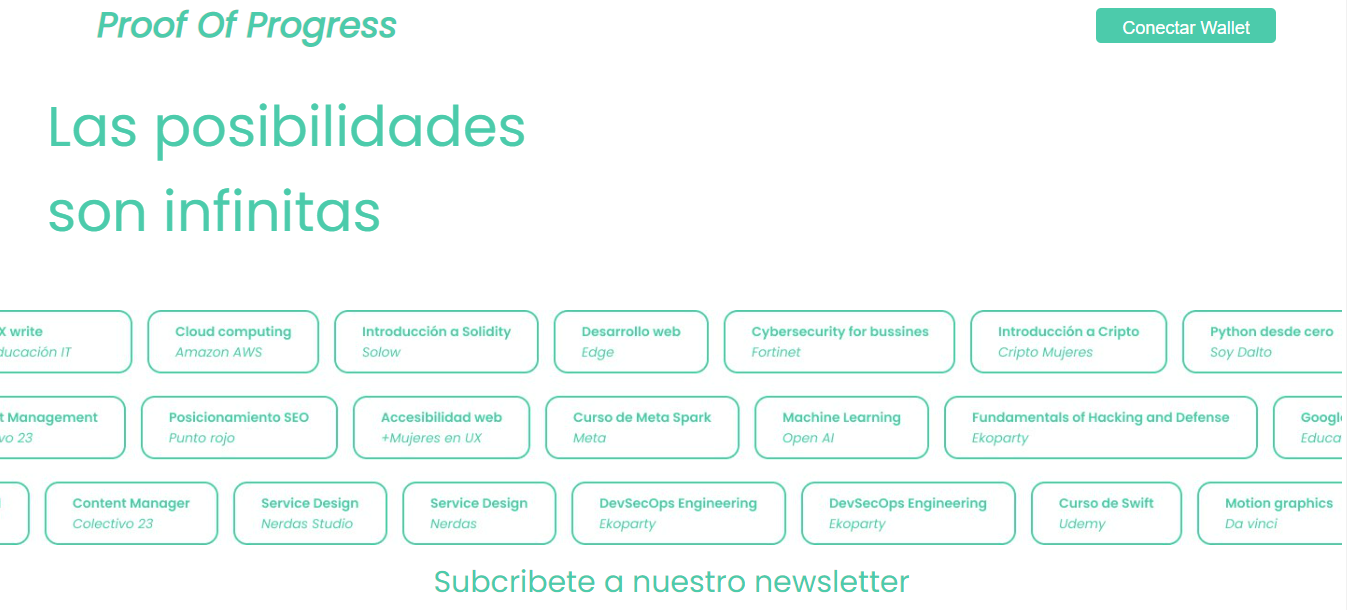 Proof Of Progress
Conectar Wallet
Las posibilidades
son infinitas
X write
ducación IT
Cloud computing
Amazon AWS
Introducción a Solidity
Solow
Desarrollo web
Edge
Cybersecurity for bussines
Fortinet
Introducción a Cripto
Cripto Mujeres
Python desde cero
Soy Dalto
t Management
vo 23
Posicionamiento SEO
Punto rojo
Accesibilidad web
+Mujeres en UX
Curso de Meta Spark
Meta
Machine Learning
Open AI
Fundamentals of Hacking and Defense
Ekoparty
Google
Educa
Content Manager
Colectivo 23
Service Design
Nerdas Studio
Service Design
Nerdas
DevSecOps Engineering
Ekoparty
DevSecOps Engineering
Ekoparty
Curso de Swift
Udemy
Motion graphics
Da vinci
Subcribete a nuestro newsletter